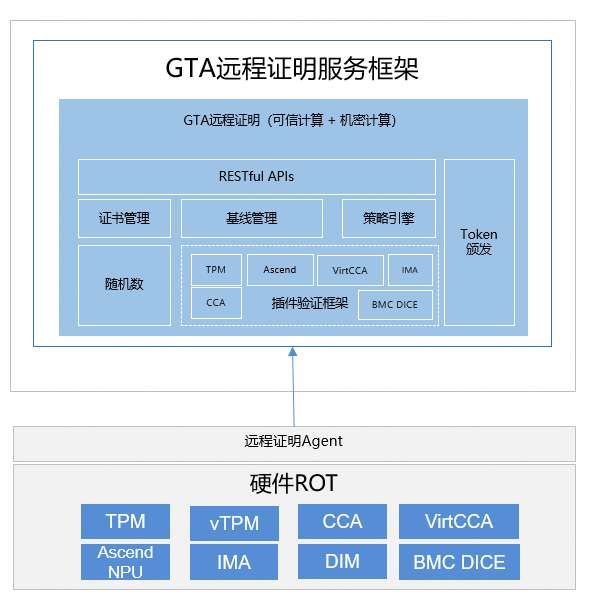 GTA远程证明服务框架
GTA远程证明（可信计算 + 机密计算）
RESTful APIs
证书管理
基线管理
策略引擎
Token
颁发
随机数
TPM
Ascend
VirtCCA
IMA
CCA
插件验证框架
BMC DICE
远程证明Agent
硬件ROT
TPM
vTPM
CCA
VirtCCA
Ascend
NPU
IMA
DIM
BMC DICE